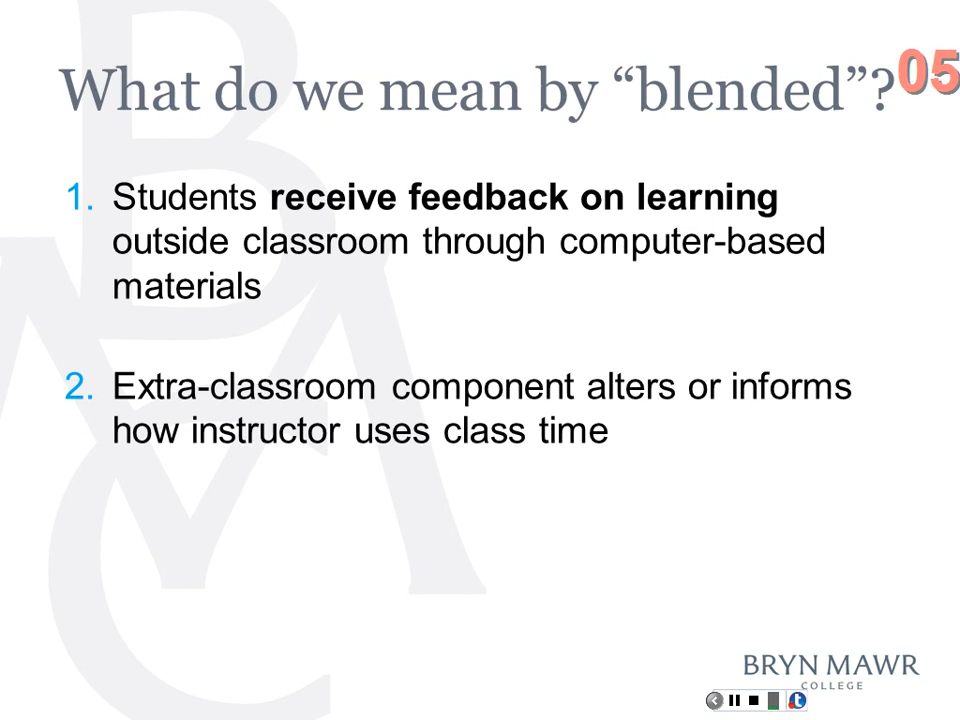 What do we mean by “blended”?
05
1. Students receive feedback on learning
outside classroom through computer-based
materials
2. Extra-classroom component alters or informs
how instructor uses class time
BRYN MAWR
COLLEGE